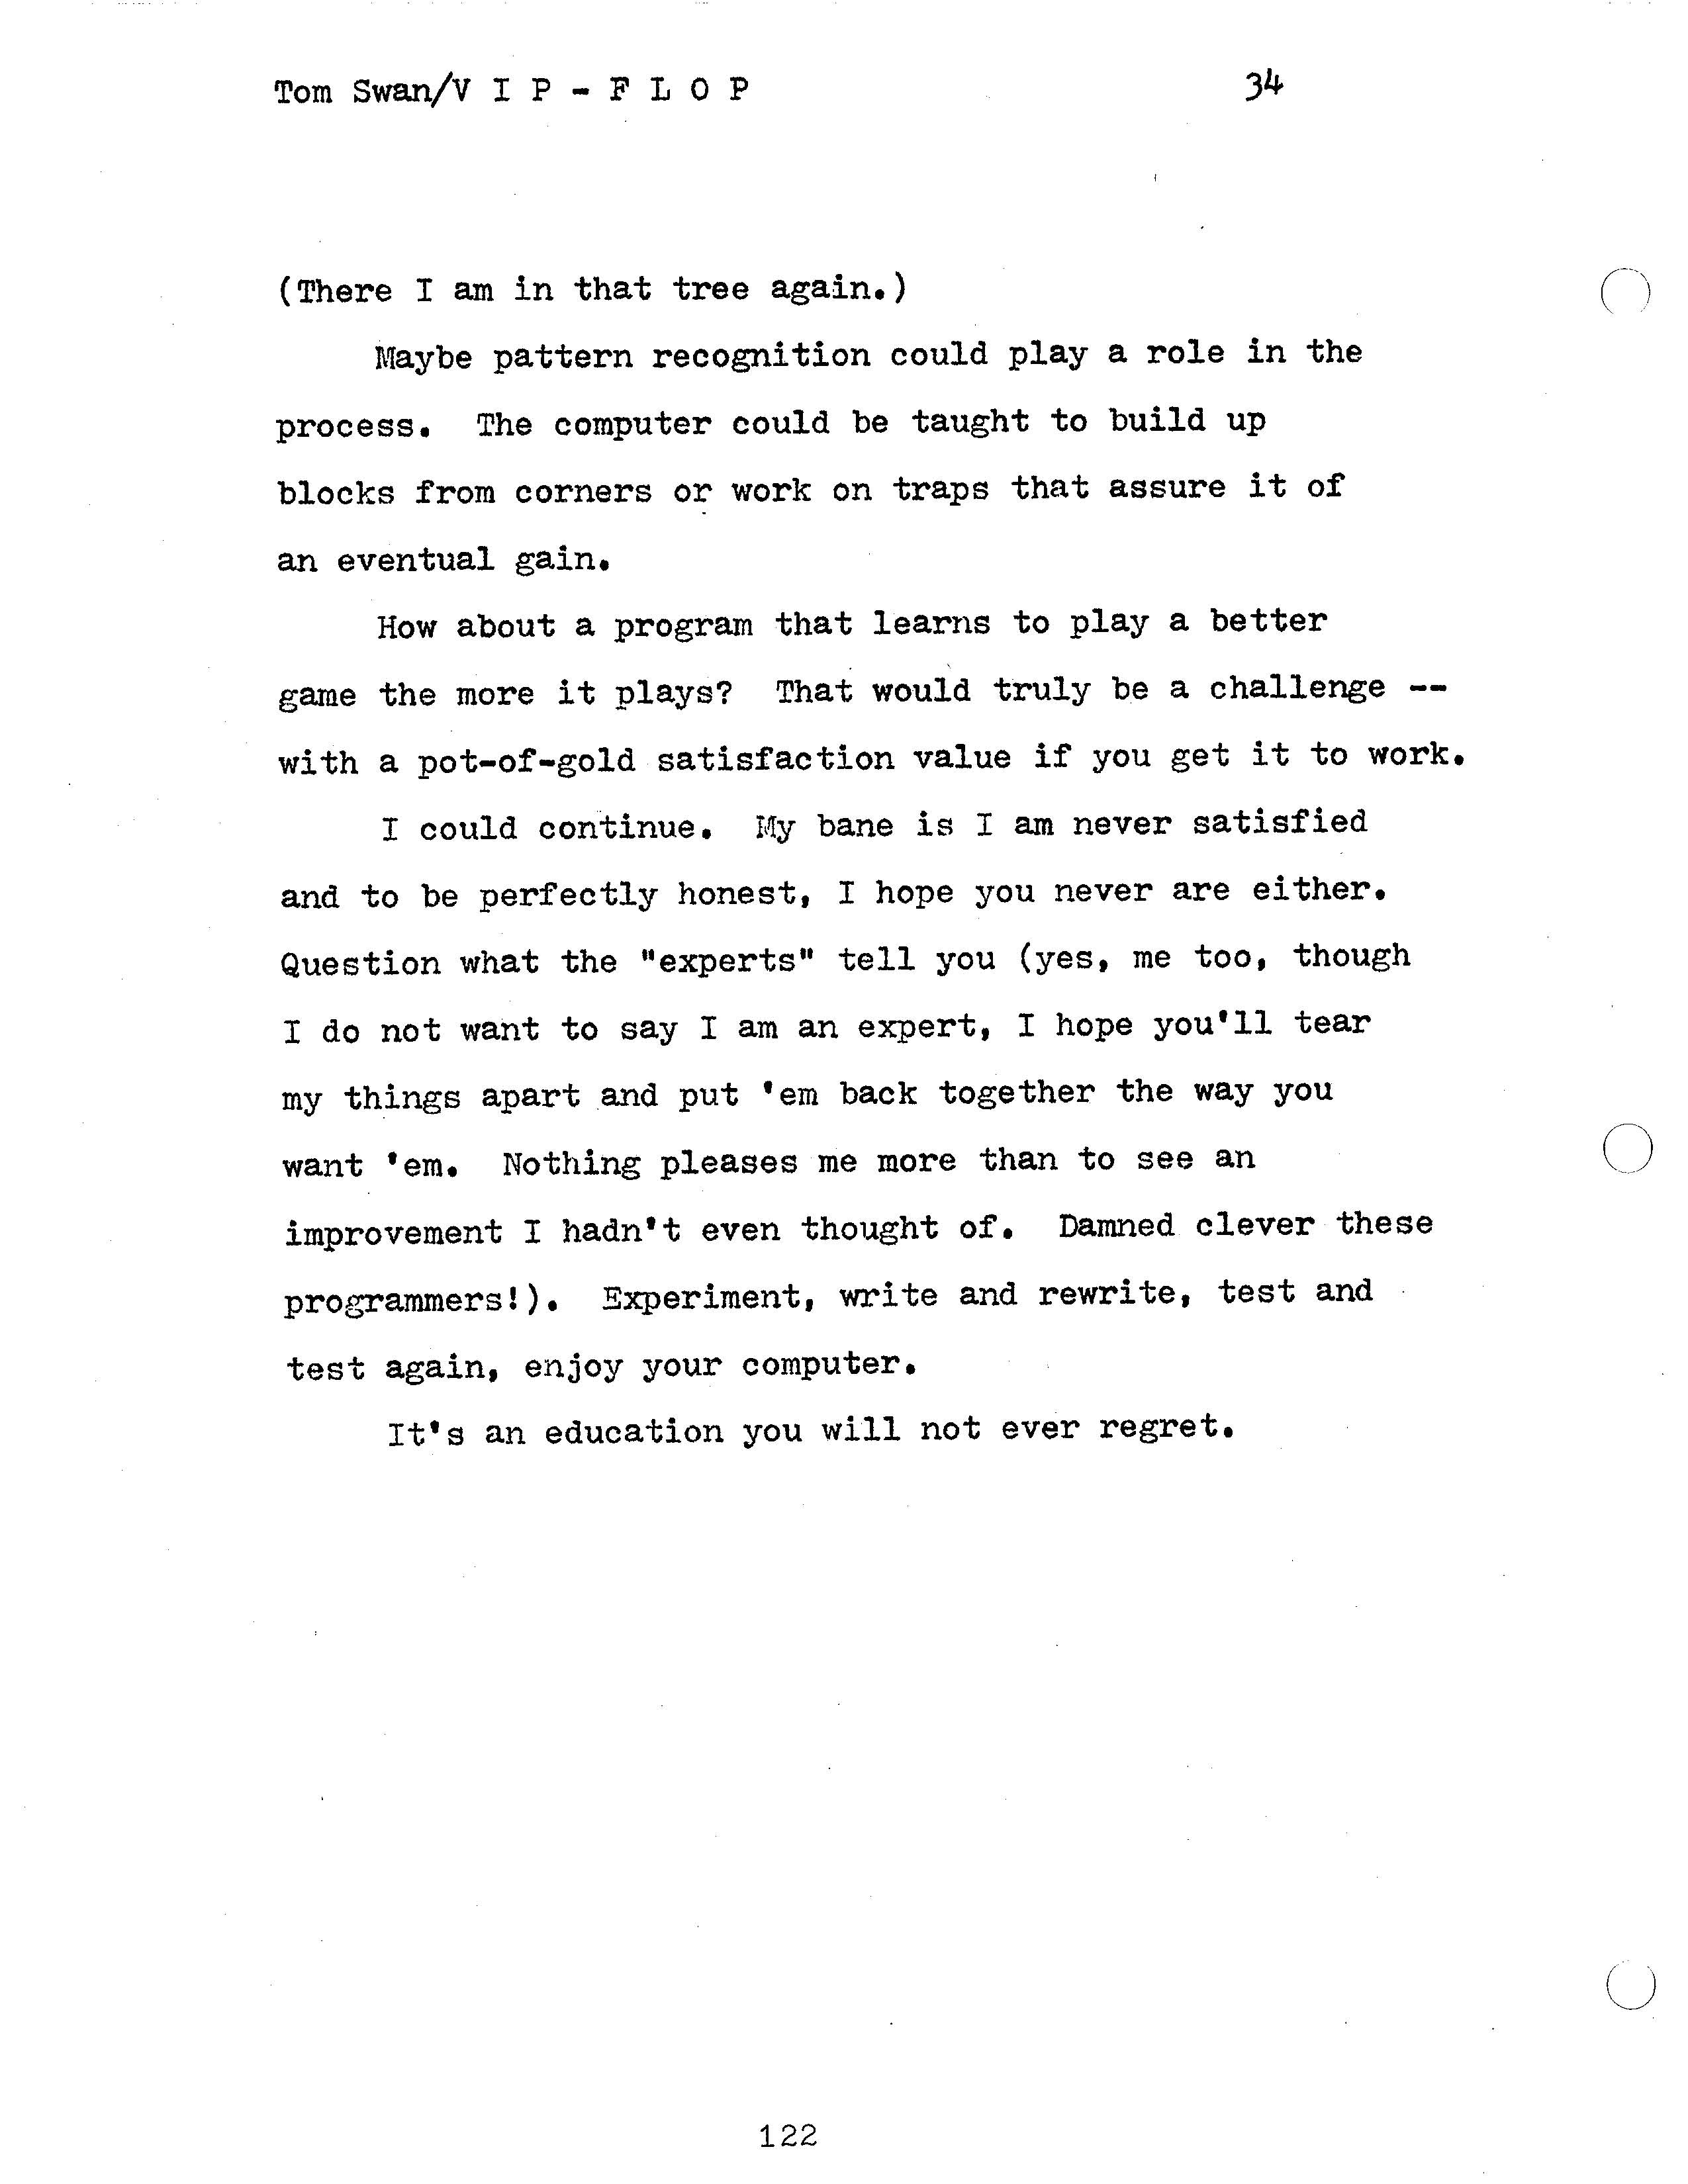 Tom Swan/V I P - F L O P 34
(There I am in that tree again.)
Maybe pattern recognition could play a role in the
process. The computer could be taught to build up
blocks from corners or work on traps that assure it of
an eventual gain.
How about a program that learns to play a better
game the more it plays? That would truly be a challenge --
with a pot-of-gold satisfaction value if you get it to work.
I could continue. My bane is I am never satisfied
and to be perfectly honest, I hope you never are either.
Question what the "experts" tell you (yes, me too, though
I do not want to say I am an expert, I hope you'll tear
my things apart and put 'em back together the way you
want 'em. Nothing pleases me more than to see an
improvement I hadn't even thought of. Damned clever these
programmers!). Experiment, write and rewrite, test and
test again, enjoy your computer.
It's an education you will not ever regret.
122